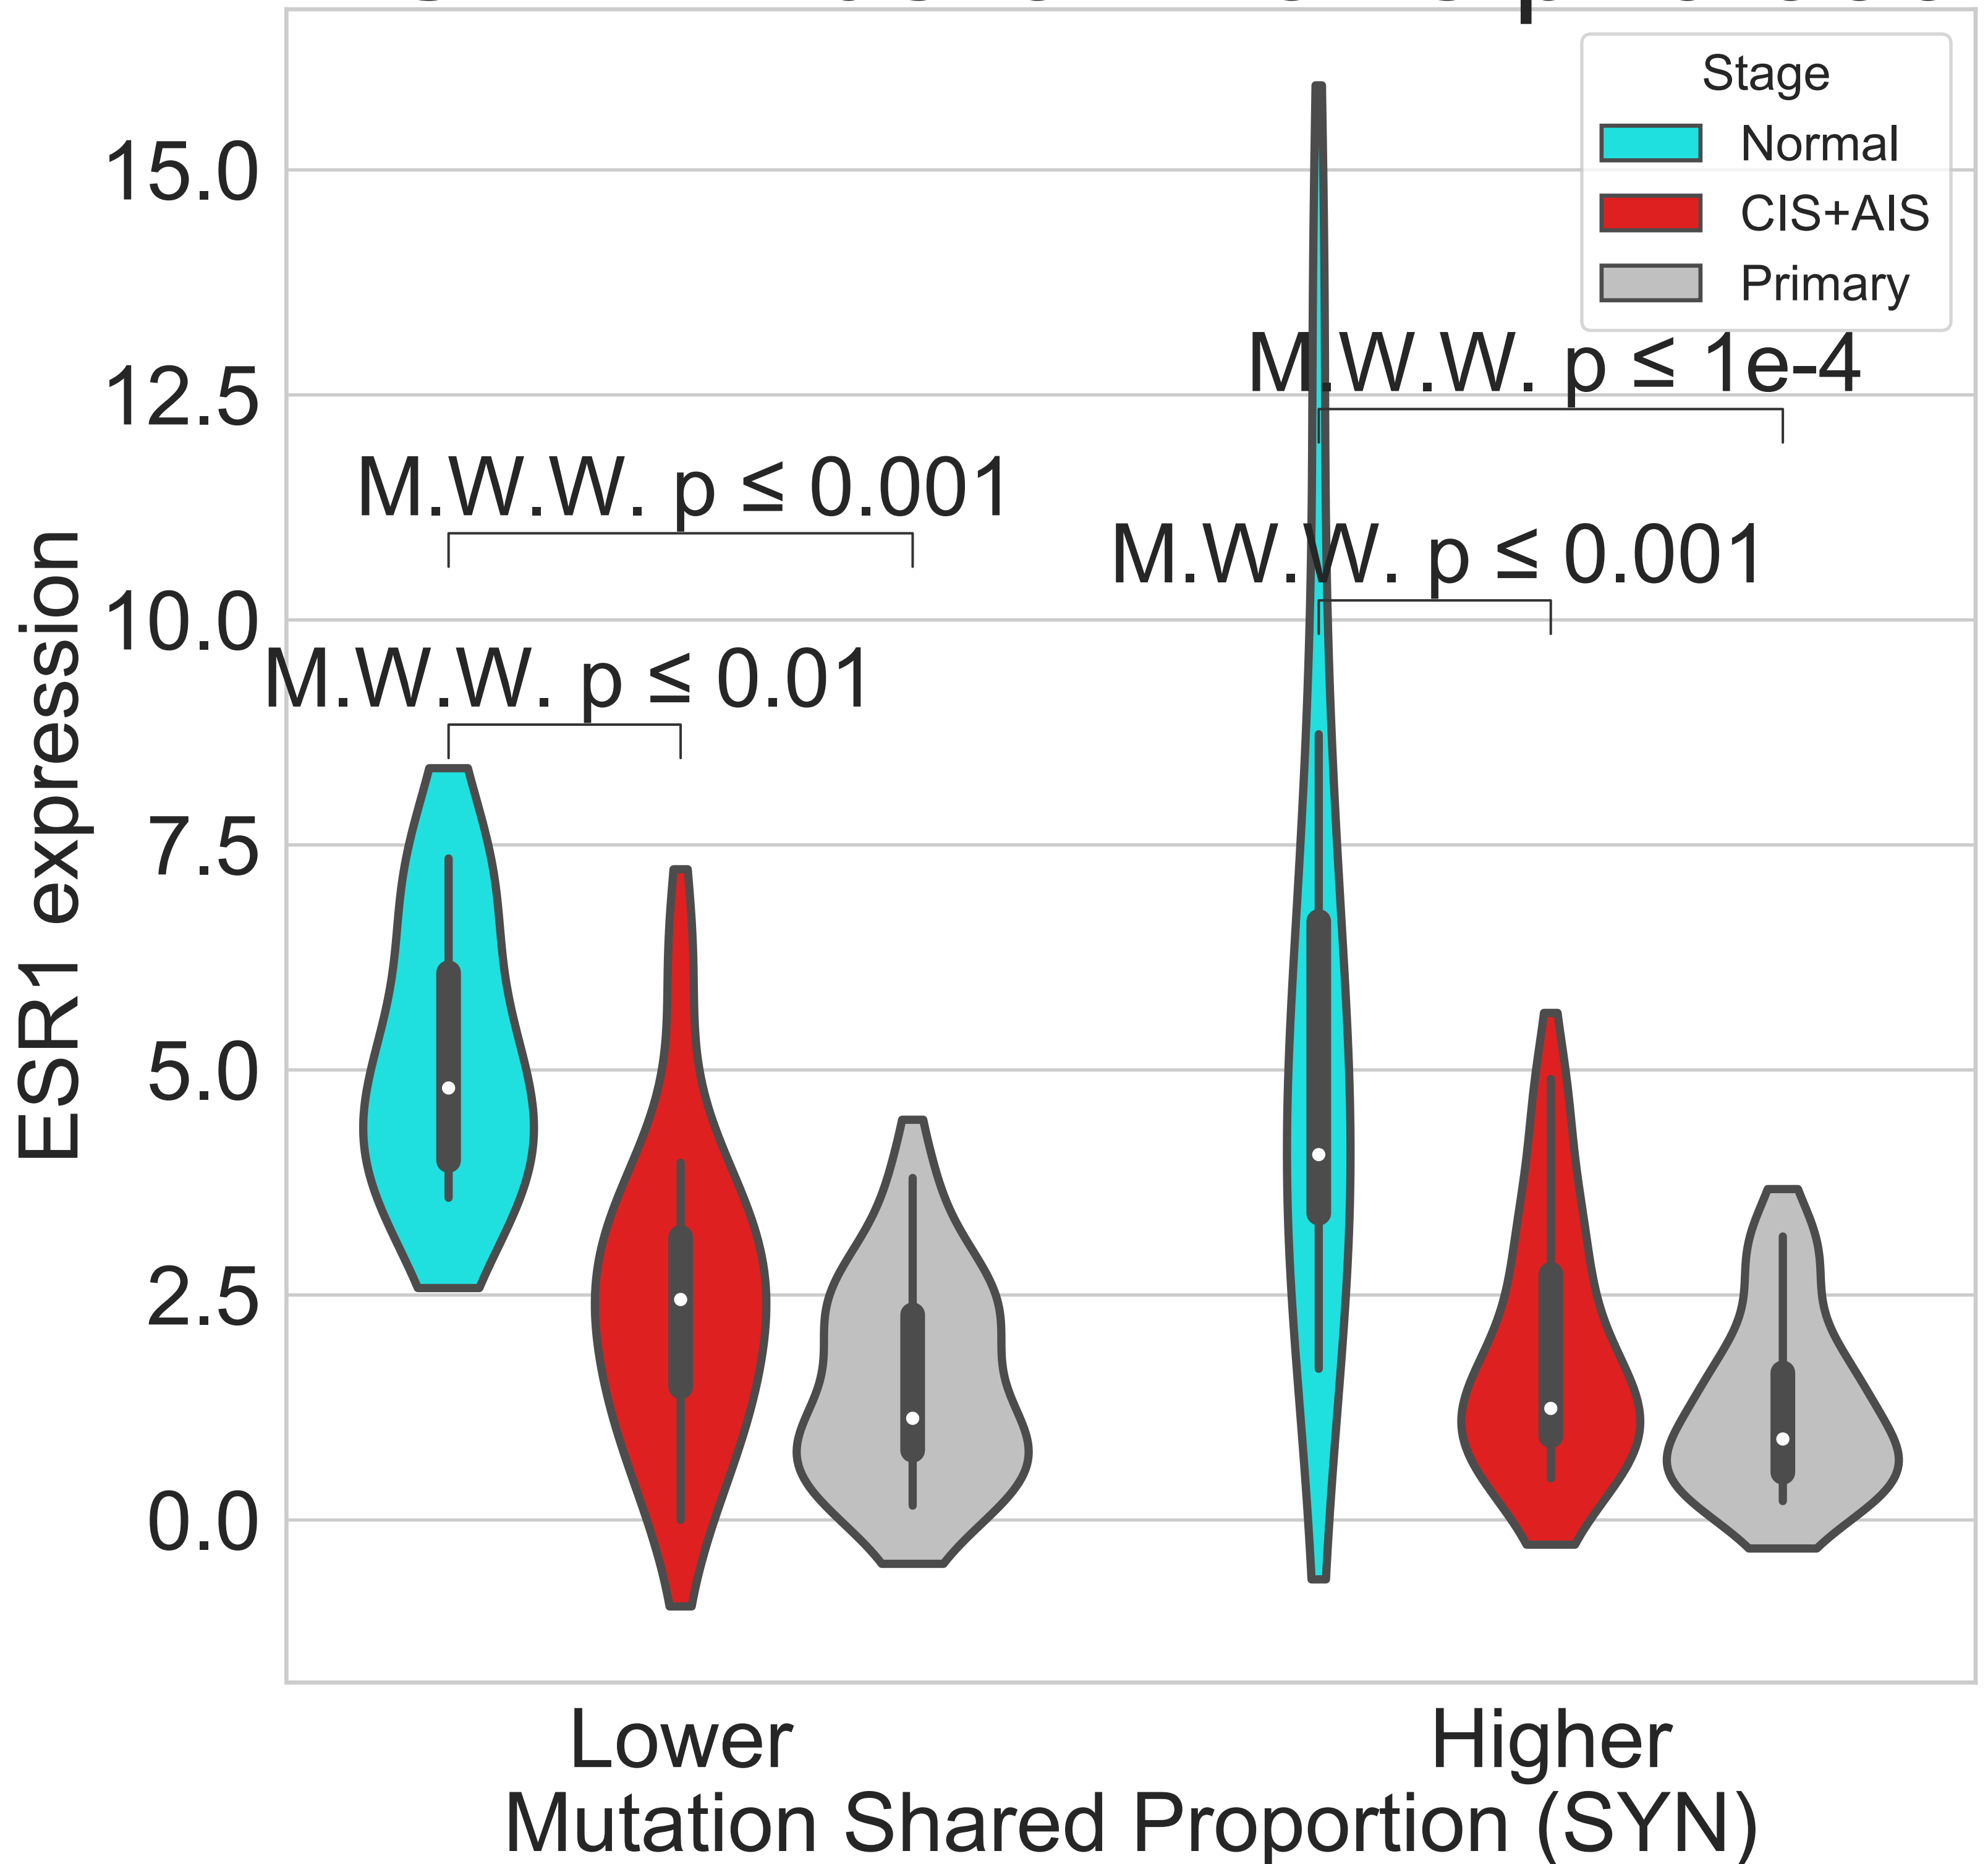 Stage
Normal
CIS+AIS
Primary
15.0
12.5
10.0
7.5
5.0
2.5
0.0
ESR1 expression
M.W.W. p ≤ 1e-4
M.W.W. p ≤ 0.001
M.W.W. p ≤ 0.001
M.W.W. p ≤ 0.01
Lower
Higher
Mutation Shared Proportion (SYN)